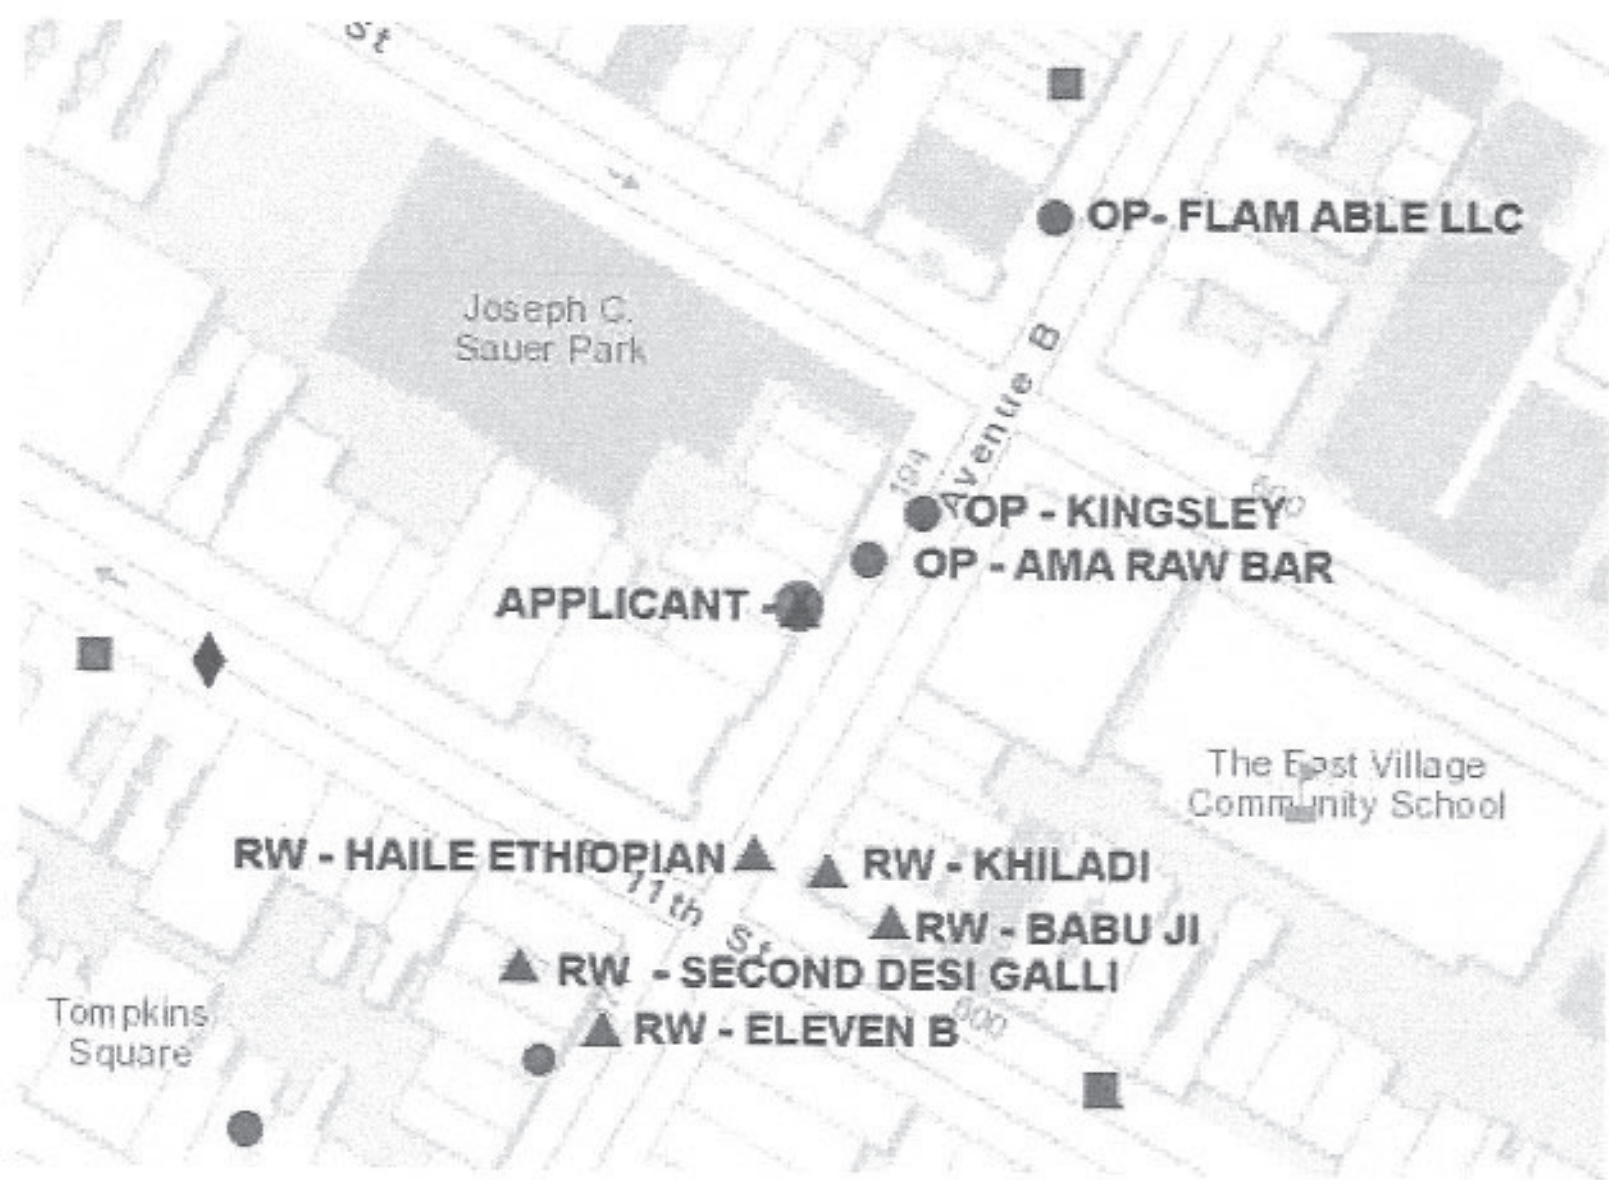 St
OP- FLAM ABLE LLC
Joseph C.
Sauer Park
Avenue B
194
OP - KINGSLEY
OP - AMA RAW BAR
APPLICANT -
The East Village
Community School
RW - HAILE ETHIOPIAN
RW - KHILADI
11th St
RW - BABU JI
RW - SECOND DESI GALLI
Tompkins
Square
RW - ELEVEN B
600